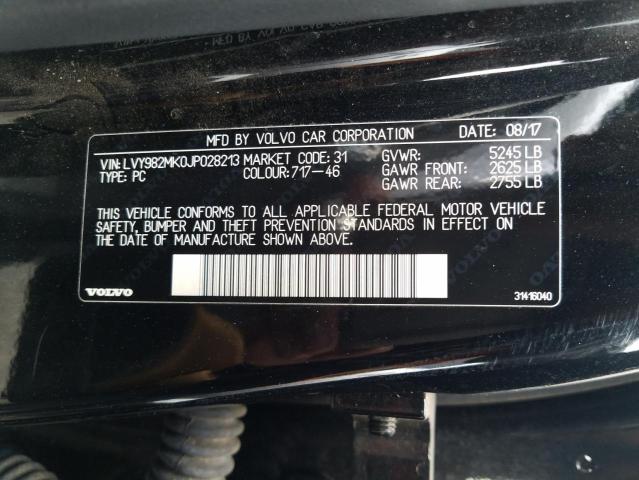 MFD BY VOLVO CAR CORPORATION DATE: 08/17
VIN: LVY982MK0JP028213 MARKET CODE: 31 GVWR: 5245 LB
TYPE: PC COLOUR: 717-46 GAWR FRONT: 2625 LB
GAWR REAR: 2755 LB
THIS VEHICLE CONFORMS TO ALL APPLICABLE FEDERAL MOTOR VEHICLE
SAFETY, BUMPER AND THEFT PREVENTION STANDARDS IN EFFECT ON
THE DATE OF MANUFACTURE SHOWN ABOVE.
VOLVO
31416040